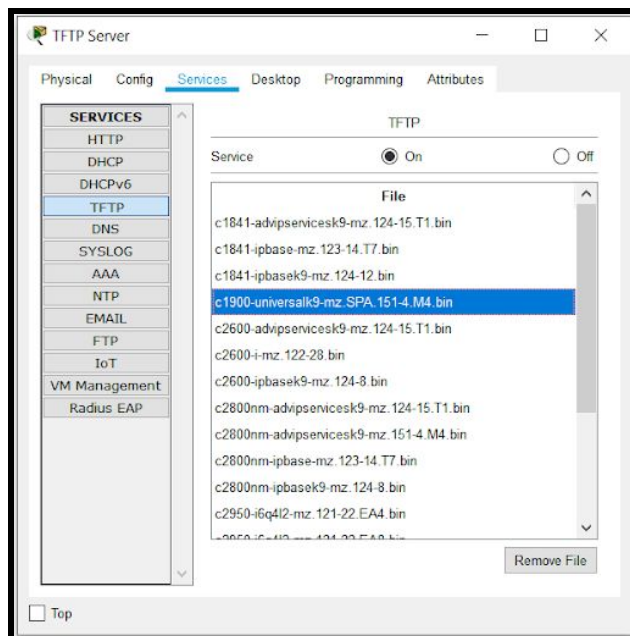 TFTP Server
Physical Config Services Desktop Programming Attributes
SERVICES
HTTP
DHCP
DHCPv6
TFTP
DNS
SYSLOG
AAA
NTP
EMAIL
FTP
IoT
VM Management
Radius EAP
TFTP
Service On Off
File
c1841-advipservicesk9-mz.124-15.T1.bin
c1841-ipbase-mz.123-14.T7.bin
c1841-ipbasek9-mz.124-12.bin
c1900-universalk9-mz.SPA.151-4.M4.bin
c2600-advipservicesk9-mz.124-15.T1.bin
c2600-i-mz.122-28.bin
c2600-ipbasek9-mz.124-8.bin
c2800nm-advipservicesk9-mz.124-15.T1.bin
c2800nm-advipservicesk9-mz.151-4.M4.bin
c2800nm-ipbase-mz.123-14.T7.bin
c2800nm-ipbasek9-mz.124-8.bin
c2950-i6q4l2-mz.121-22.EA4.bin
Remove File
Top